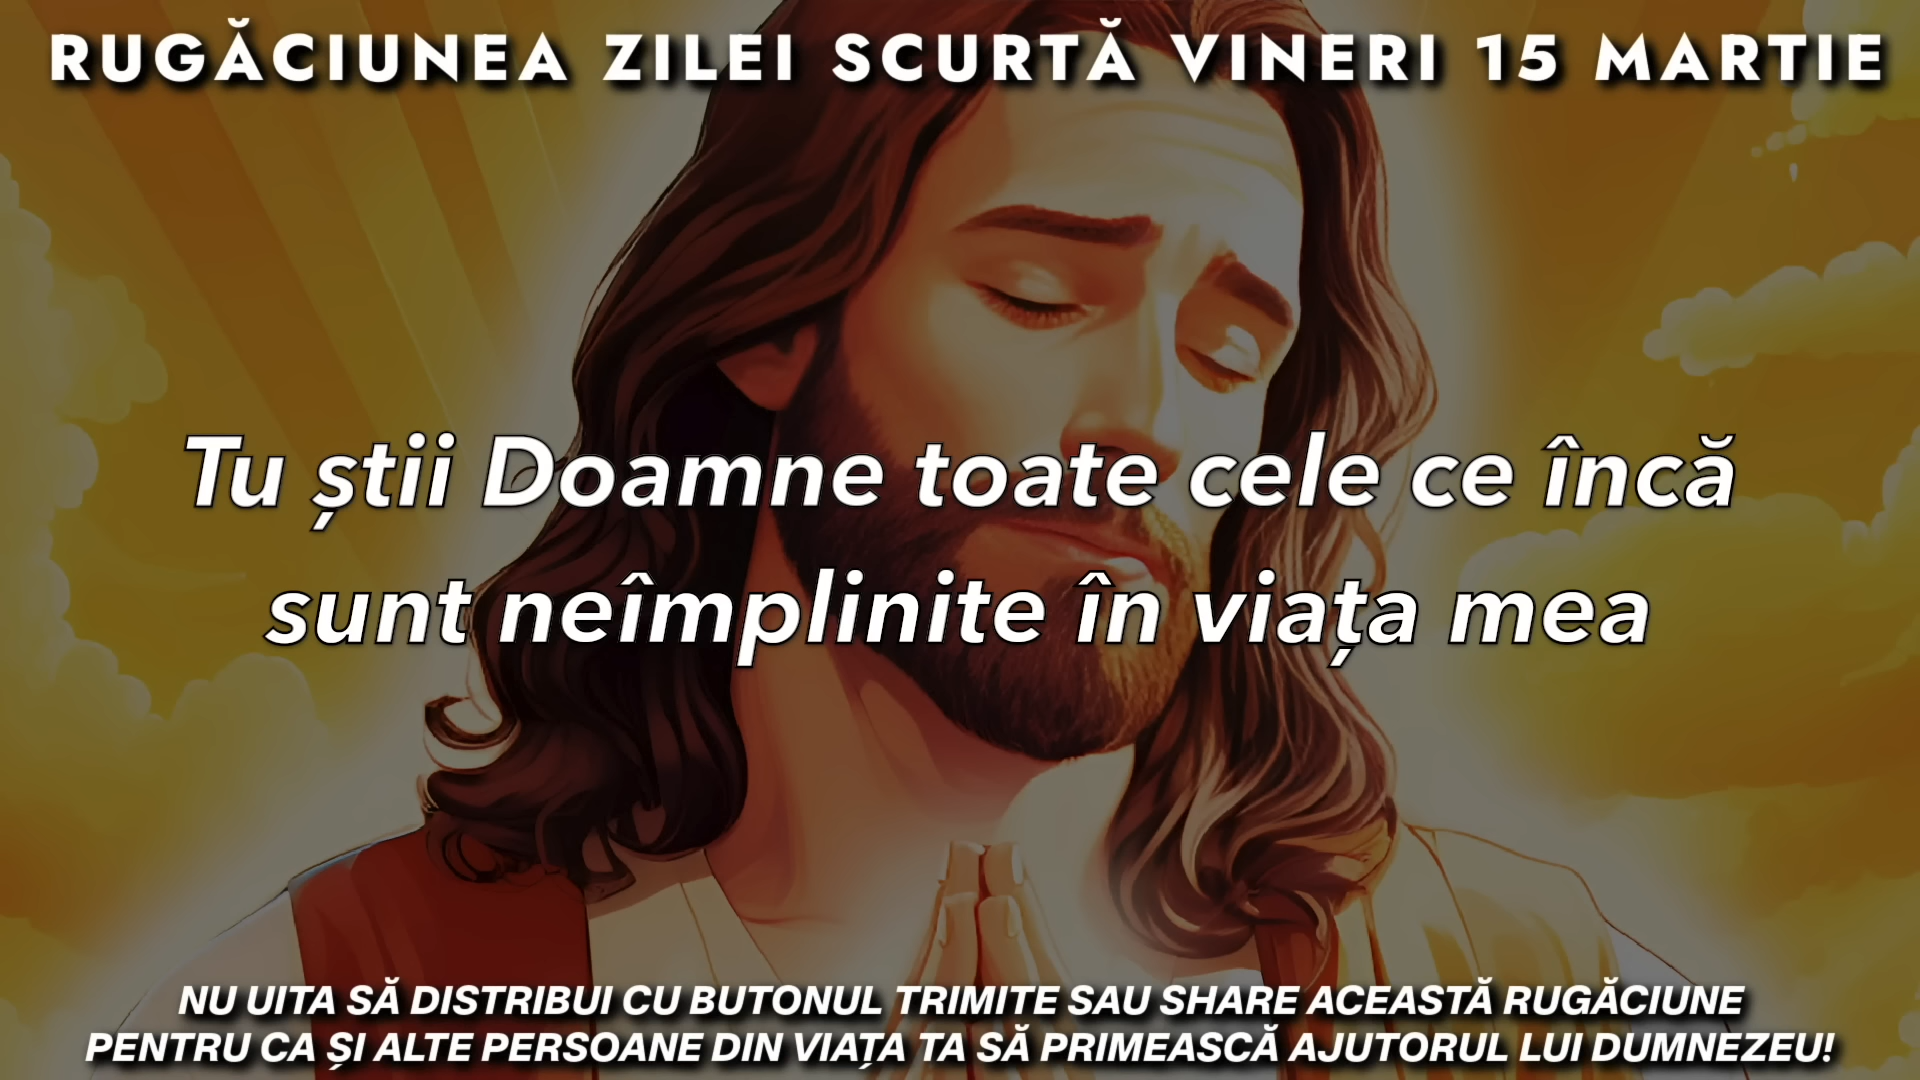 RUGĂCIUNEA ZILEI SCURTĂ VINERI 15 MARTIE
Tu știi Doamne toate cele ce încă
sunt neîmplinite în viața mea
NU UITA SĂ DISTRIBUI CU BUTONUL TRIMITE SAU SHARE ACEASTĂ RUGĂCIUNE
PENTRU CA ȘI ALTE PERSOANE DIN VIAȚA TA SĂ PRIMEASCĂ AJUTORUL LUI DUMNEZEU!